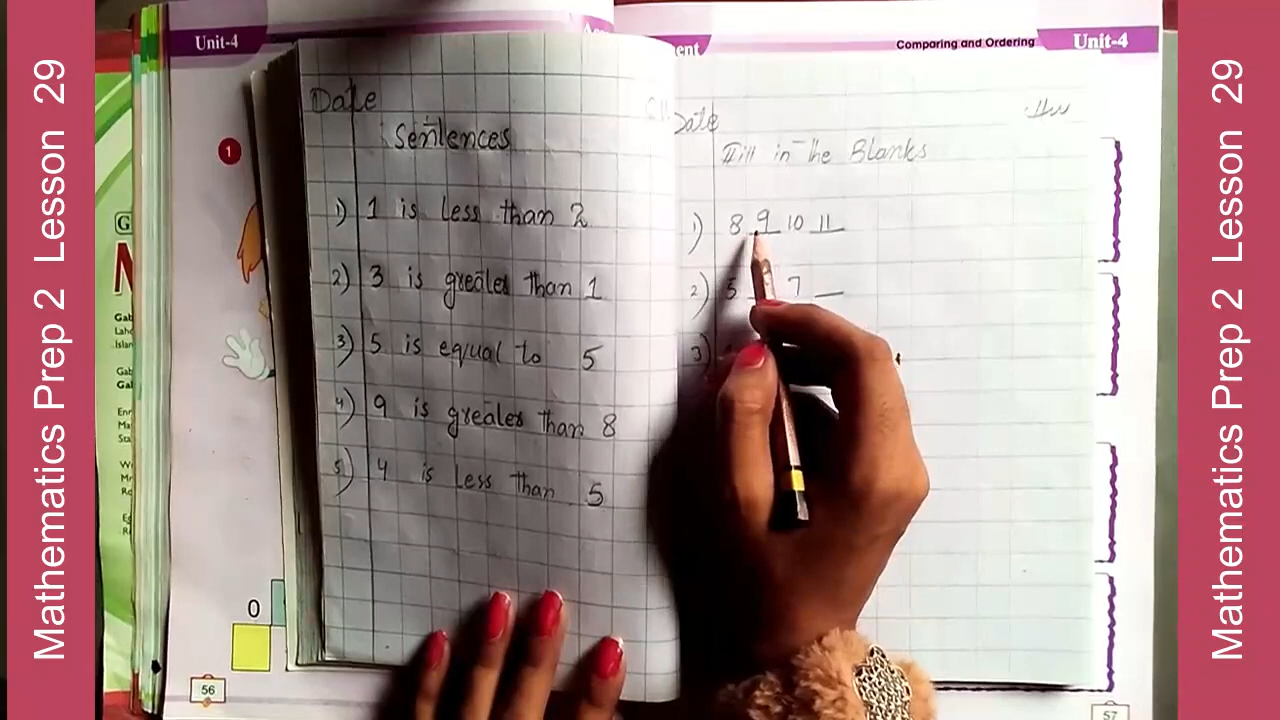 Mathematics Prep 2 Lesson 29
Unit-4
1
Date
Sentences
1) 1 is less than 2
2) 3 is greater than 1
3) 5 is equal to 5
4) 9 is greater than 8
5) 4 is less than 5
0
56
ment
Comparing and Ordering
Unit-4
Date
Fill in the Blanks
1) 8 9 10 11
2) 5 _ 7 _
3)
57
Mathematics Prep 2 Lesson 29